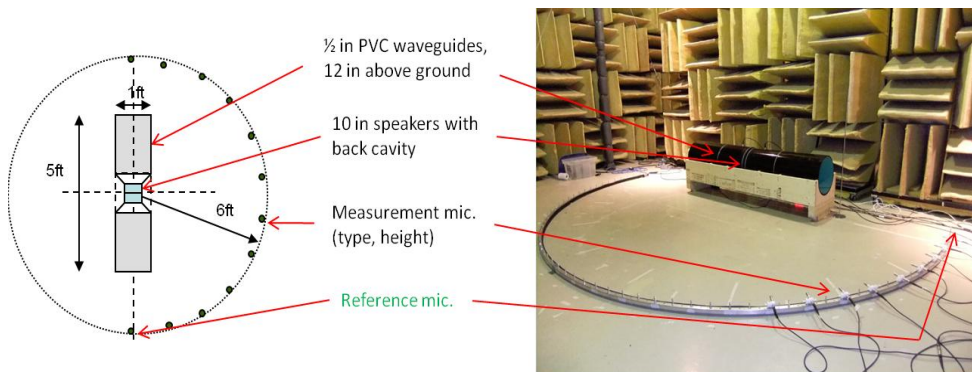 ½ in PVC waveguides,
12 in above ground
1ft
10 in speakers with
back cavity
5ft
6ft
Measurement mic.
(type, height)
Reference mic.